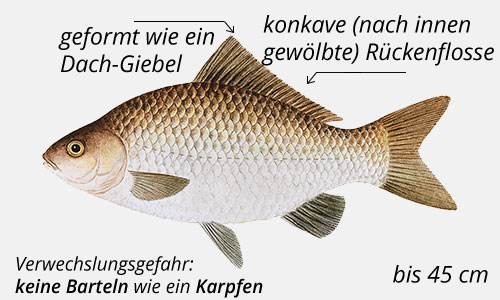 geformt wie ein
Dach-Giebel
konkave (nach innen
gewölbte) Rückenflosse
Verwechslungsgefahr:
keine Barteln wie ein Karpfen
bis 45 cm